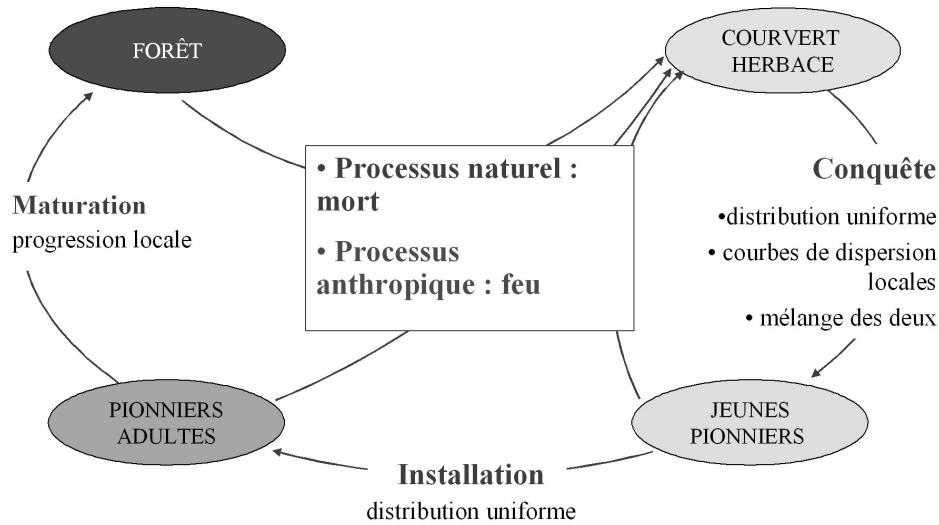 FORÊT
COURVERT
HERBACE
• Processus naturel :
mort
• Processus
anthropique : feu
Conquête
•distribution uniforme
• courbes de dispersion
locales
• mélange des deux
Maturation
progression locale
PIONNIERS
ADULTES
JEUNES
PIONNIERS
Installation
distribution uniforme